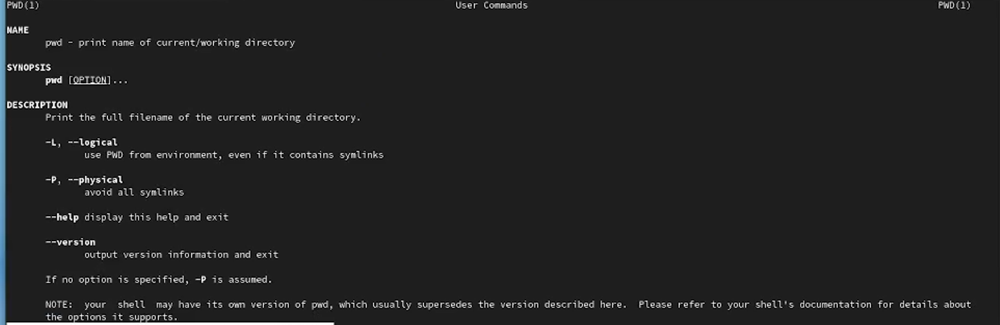 PWD(1) User Commands PWD(1)
NAME
pwd - print name of current/working directory
SYNOPSIS
pwd [OPTION]...
DESCRIPTION
Print the full filename of the current working directory.
-L, --logical
use PWD from environment, even if it contains symlinks
-P, --physical
avoid all symlinks
--help display this help and exit
--version
output version information and exit
If no option is specified, -P is assumed.
NOTE: your shell may have its own version of pwd, which usually supersedes the version described here. Please refer to your shell's documentation for details about
the options it supports.